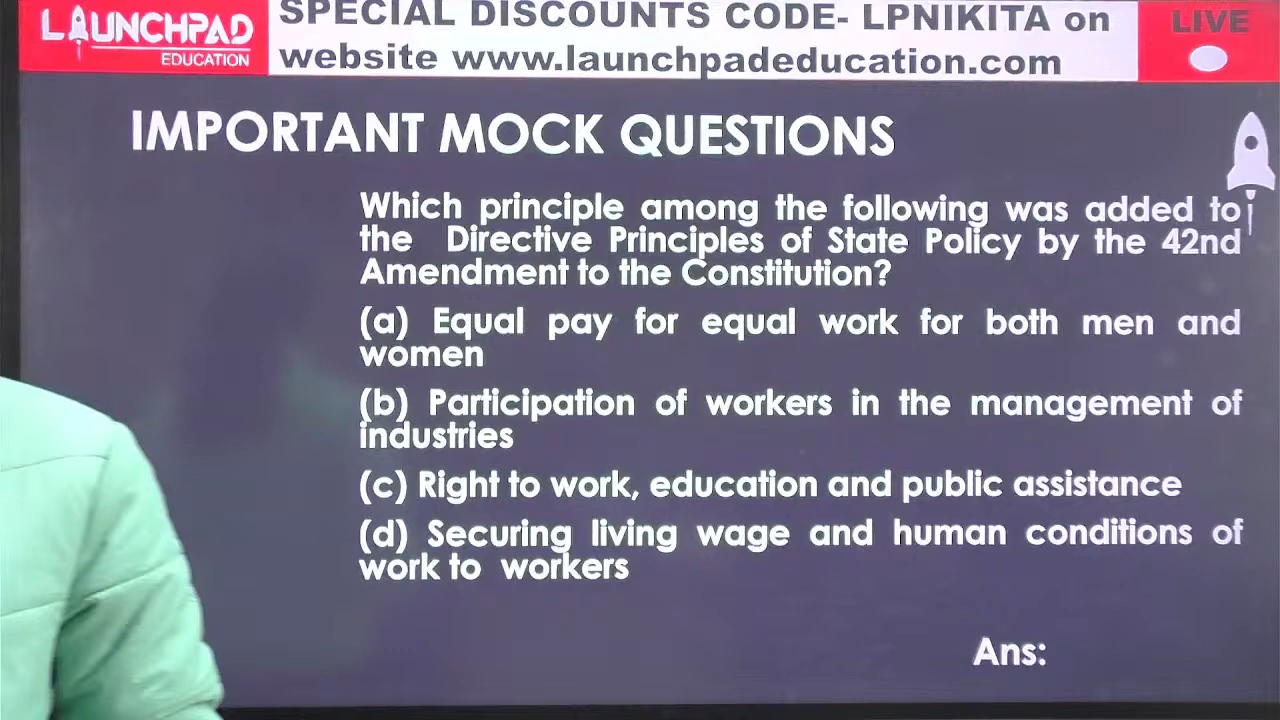 LAUNCHPAD
EDUCATION
SPECIAL DISCOUNTS CODE- LPNIKITA on
website www.launchpadeducation.com
LIVE
IMPORTANT MOCK QUESTIONS
Which principle among the following was added to
the Directive Principles of State Policy by the 42nd
Amendment to the Constitution?
(a) Equal pay for equal work for both men and
women
(b) Participation of workers in the management of
industries
(c) Right to work, education and public assistance
(d) Securing living wage and human conditions of
work to workers
Ans: